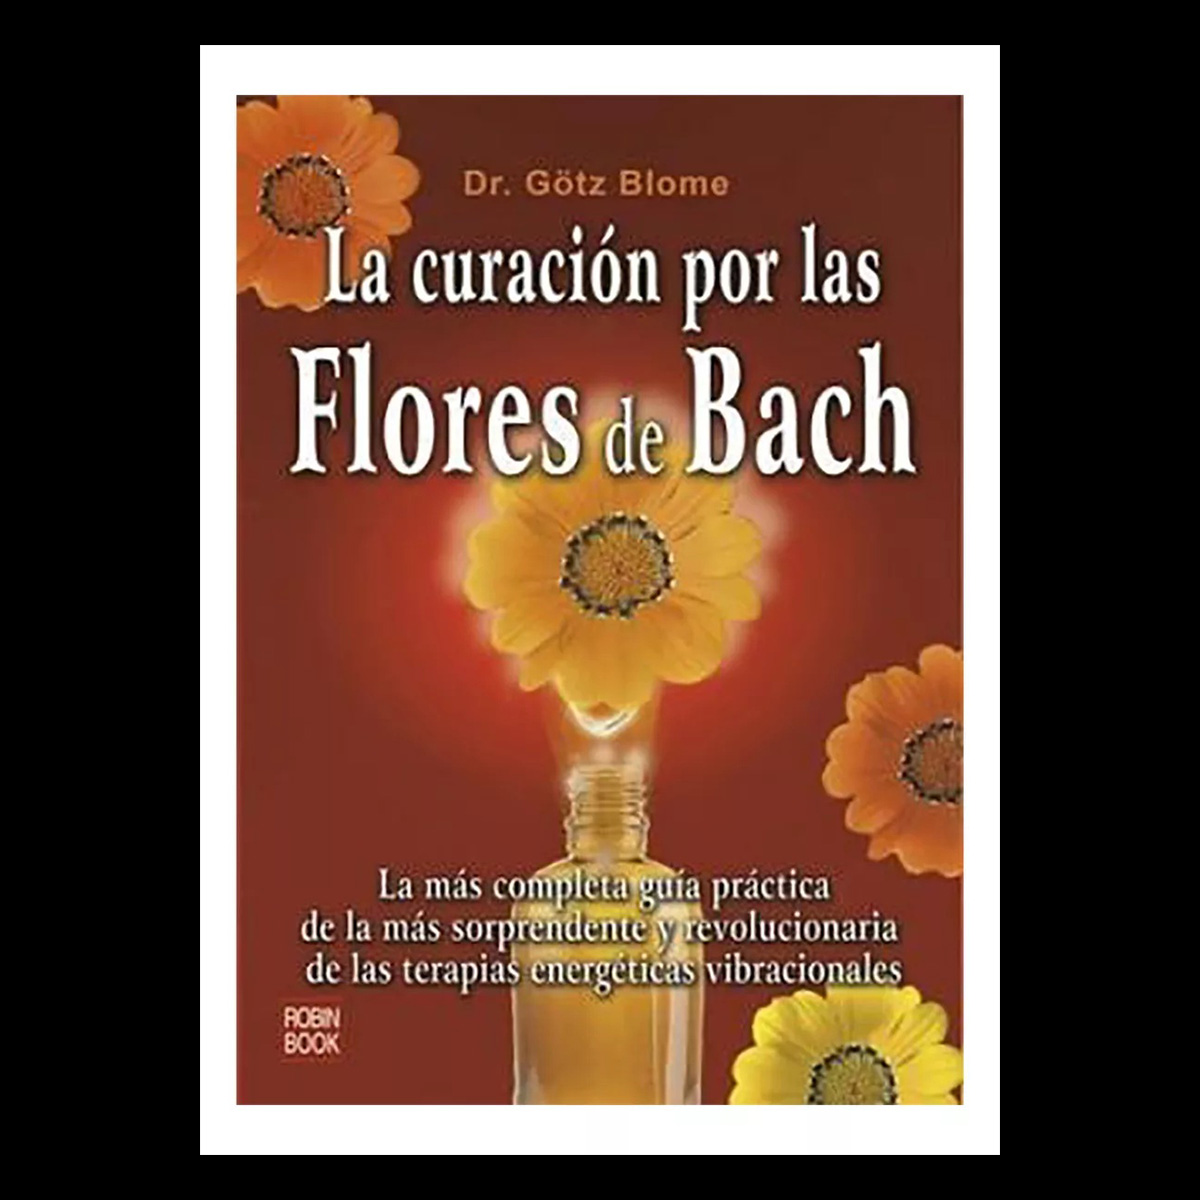 Dr. Götz Blome
La curación por las
Flores de Bach
La más completa guía práctica
de la más sorprendente y revolucionaria
de las terapias energéticas vibracionales
ROBIN
BOOK